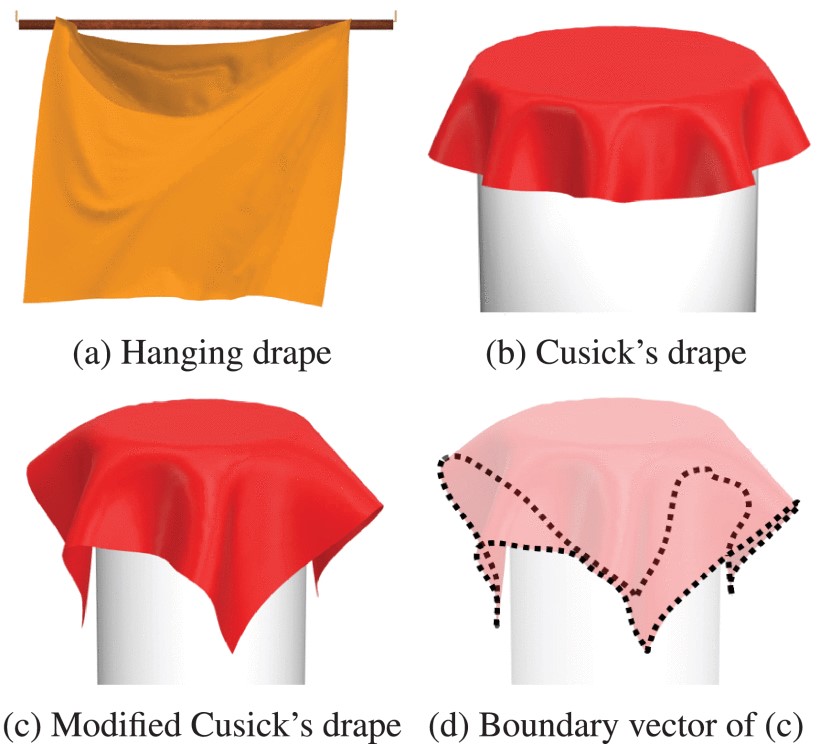 (a) Hanging drape
(b) Cusick’s drape
(c) Modified Cusick’s drape
(d) Boundary vector of (c)